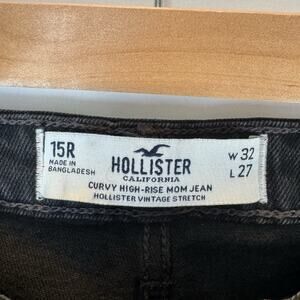 15R
MADE IN
BANGLADESH
HOLLISTER
CALIFORNIA
W 32
L 27
CURVY HIGH-RISE MOM JEAN
HOLLISTER VINTAGE STRETCH